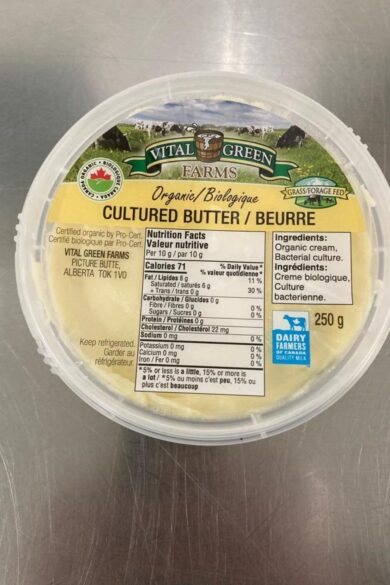 VITAL GREEN
FARMS
CANADA ORGANIC • BIOLOGIQUE CANADA
GRASS/FORAGE FED
Organic/Biologique
CULTURED BUTTER / BEURRE
Certified organic by Pro-Cert.
Certifié biologique par Pro-Cert.
VITAL GREEN FARMS
PICTURE BUTTE,
ALBERTA T0K 1V0
Keep refrigerated.
Garder au
réfrigérateur.
Nutrition Facts
Valeur nutritive
Per 10 g / par 10 g
Calories 71
% Daily Value*
% valeur quotidienne*
Fat / Lipides 8 g 11 %
Saturated / saturés 6 g
+ Trans / trans 0 g 30 %
Carbohydrate / Glucides 0 g
Fibre / Fibres 0 g 0 %
Sugars / Sucres 0 g 0 %
Protein / Protéines 0 g
Cholesterol / Cholestérol 22 mg
Sodium 0 mg 0 %
Potassium 0 mg 0 %
Calcium 0 mg 0 %
Iron / Fer 0 mg 0 %
*5% or less is a little, 15% or more is
a lot / *5% ou moins c'est peu, 15% ou
plus c'est beaucoup
Ingredients:
Organic cream,
Bacterial culture.
Ingrédients:
Creme biologique,
Culture
bacterienne.
250 g
DAIRY
FARMERS
OF CANADA
QUALITY MILK